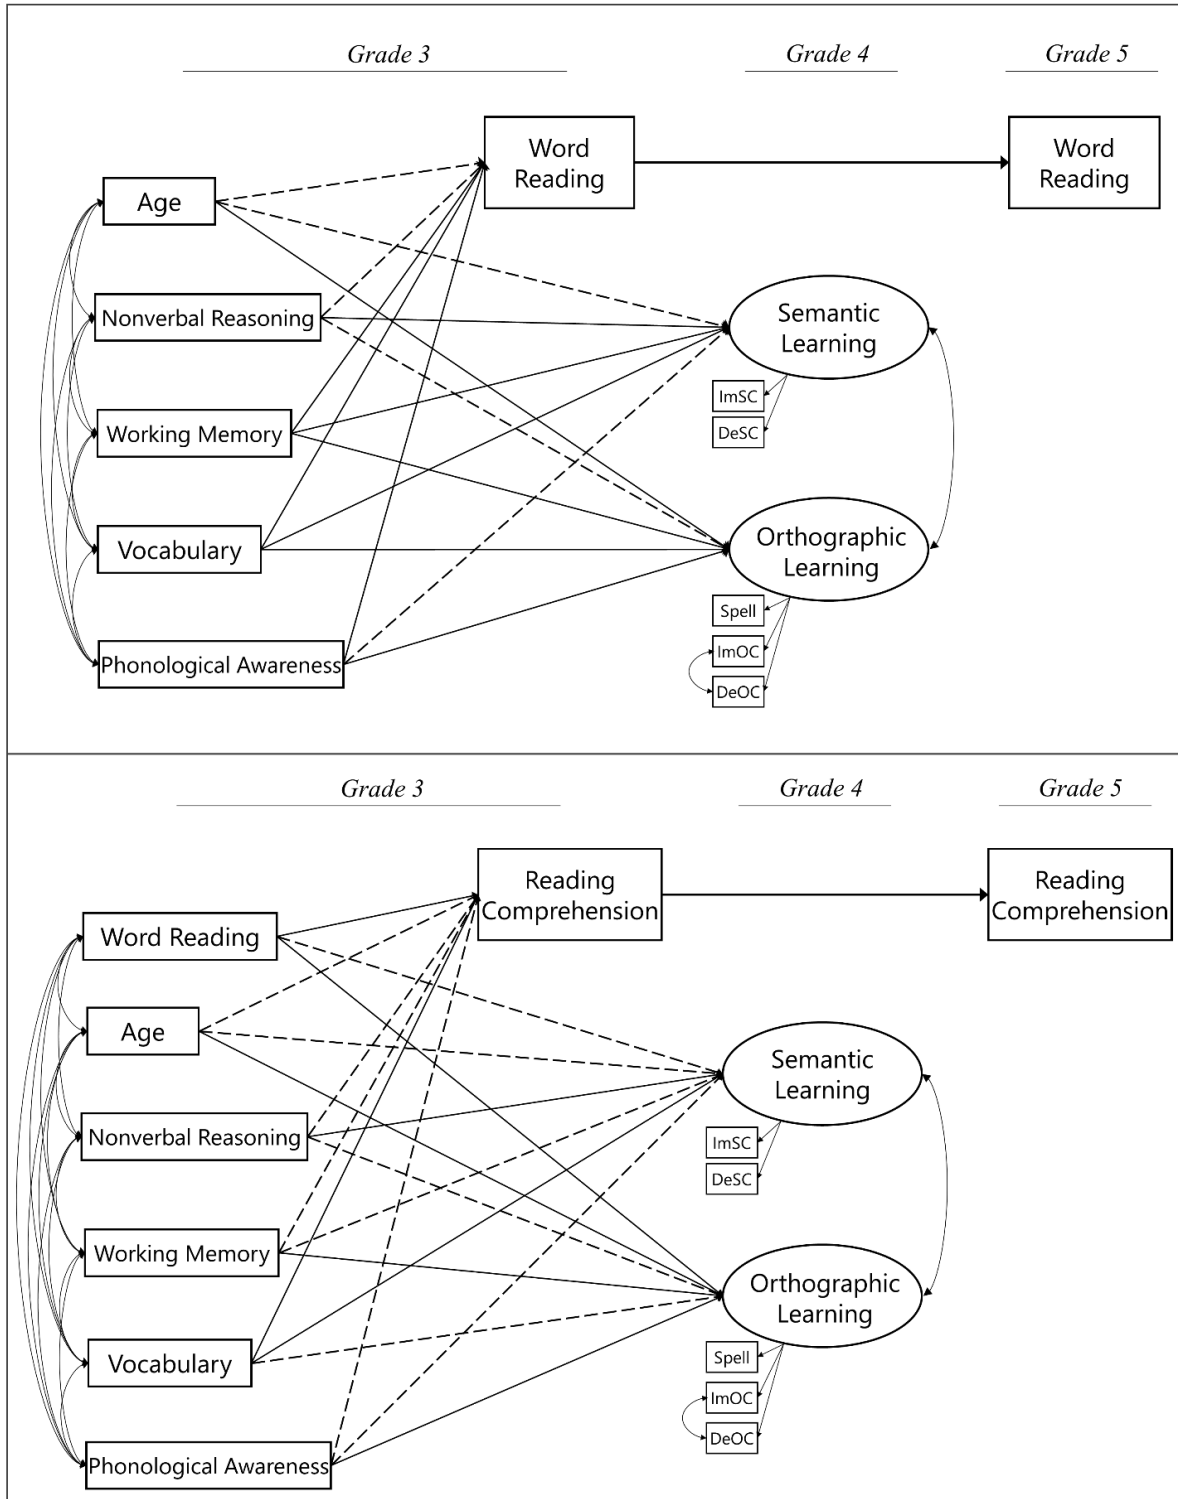 Grade 3
Grade 4
Grade 5
Word
Reading
Word
Reading
Age
Nonverbal Reasoning
Semantic
Learning
ImSC
DeSC
Working Memory
Vocabulary
Orthographic
Learning
Spell
ImOC
DeOC
Phonological Awareness
Grade 3
Grade 4
Grade 5
Reading
Comprehension
Reading
Comprehension
Word Reading
Age
Semantic
Learning
Nonverbal Reasoning
ImSC
DeSC
Working Memory
Orthographic
Learning
Vocabulary
Spell
ImOC
DeOC
Phonological Awareness